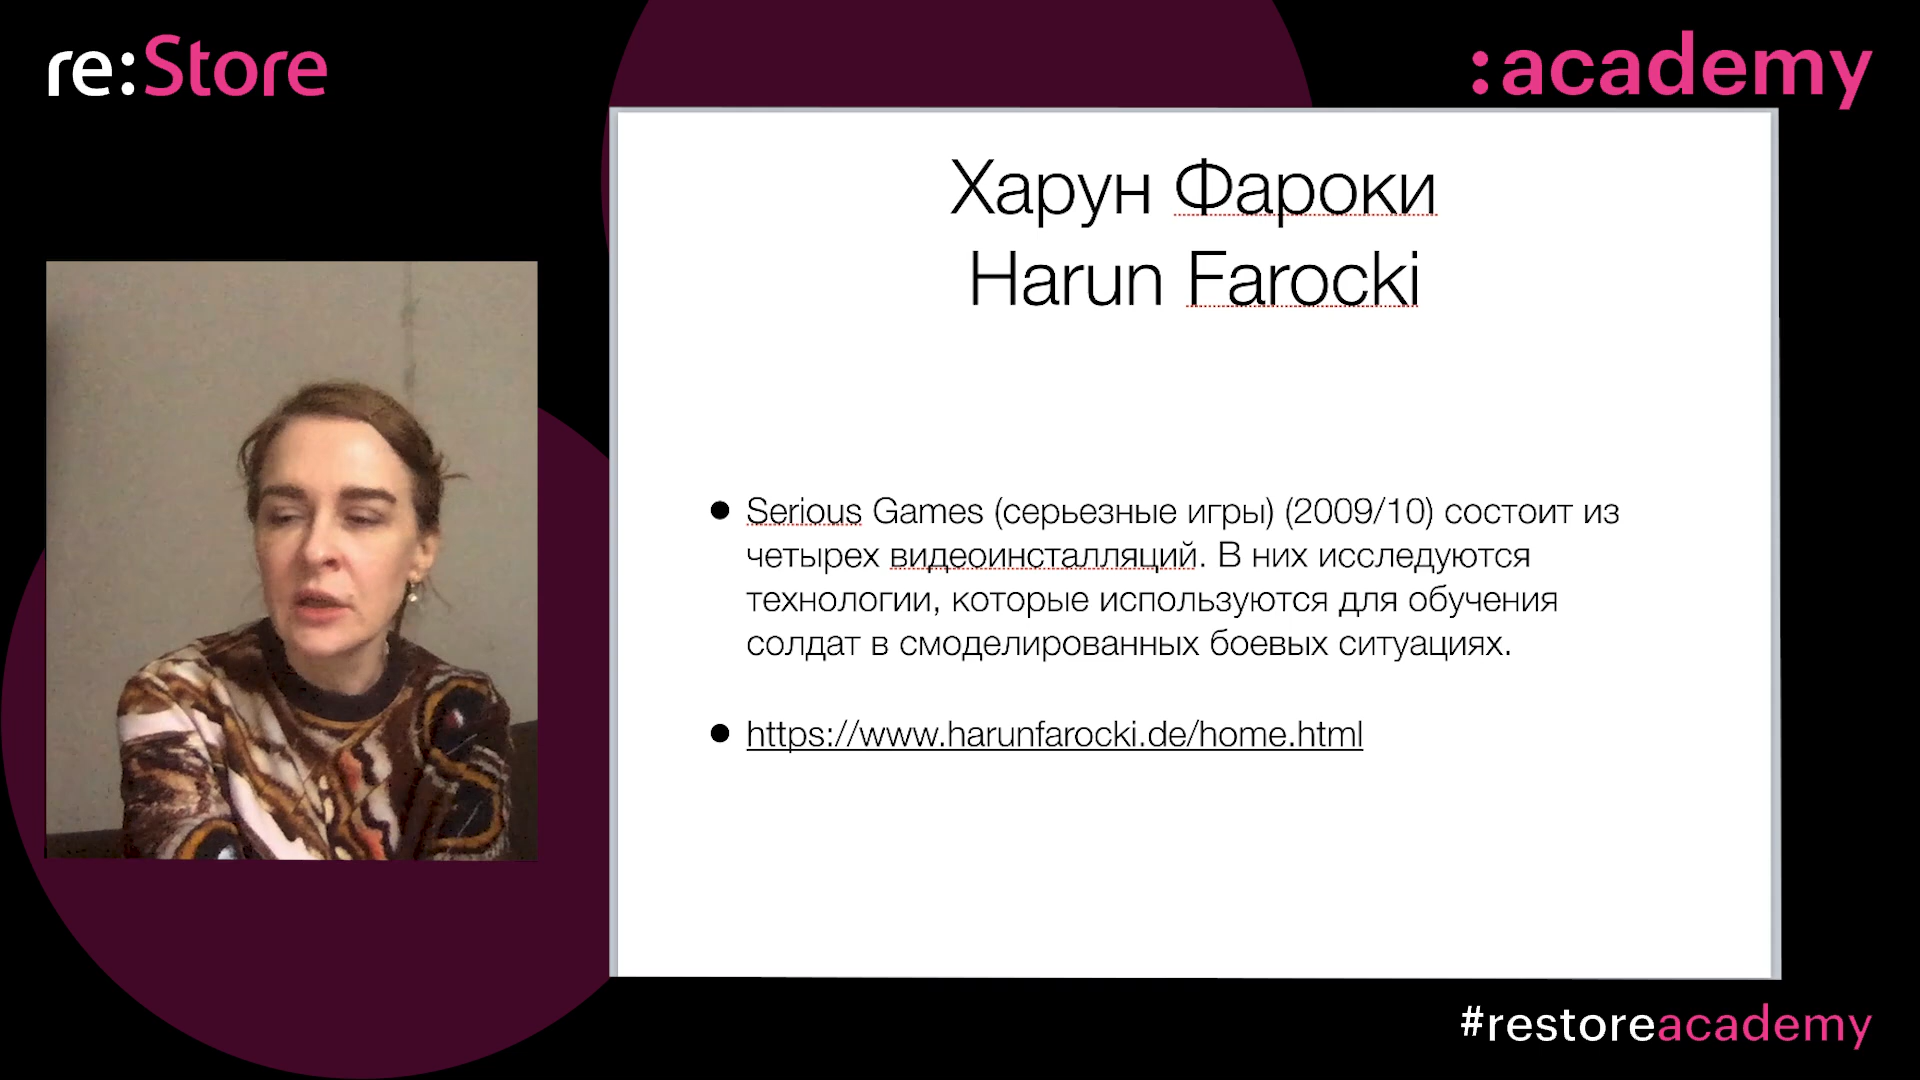 re:Store
:academy
Харун Фароки
Harun Farocki
● Serious Games (серьезные игры) (2009/10) состоит из
четырех видеоинсталляций. В них исследуются
технологии, которые используются для обучения
солдат в смоделированных боевых ситуациях.
● https://www.harunfarocki.de/home.html
#restoreacademy